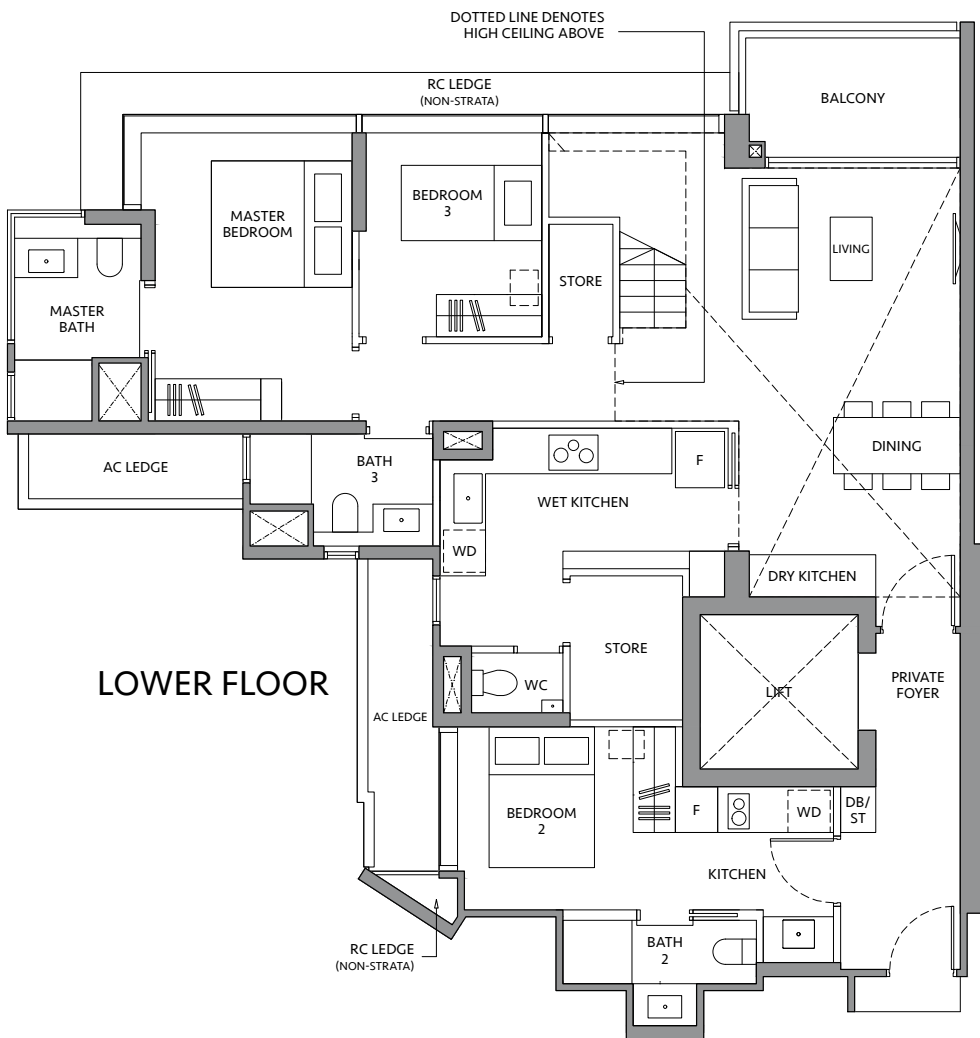 DOTTED LINE DENOTES
HIGH CEILING ABOVE
RC LEDGE
(NON-STRATA)
BALCONY
MASTER
BEDROOM
BEDROOM
3
STORE
LIVING
MASTER
BATH
DINING
AC LEDGE
BATH
3
F
WET KITCHEN
WD
DRY KITCHEN
STORE
LOWER FLOOR
WC
LIFT
PRIVATE
FOYER
AC LEDGE
BEDROOM
2
F
WD
DB/
ST
KITCHEN
BATH
2
RC LEDGE
(NON-STRATA)